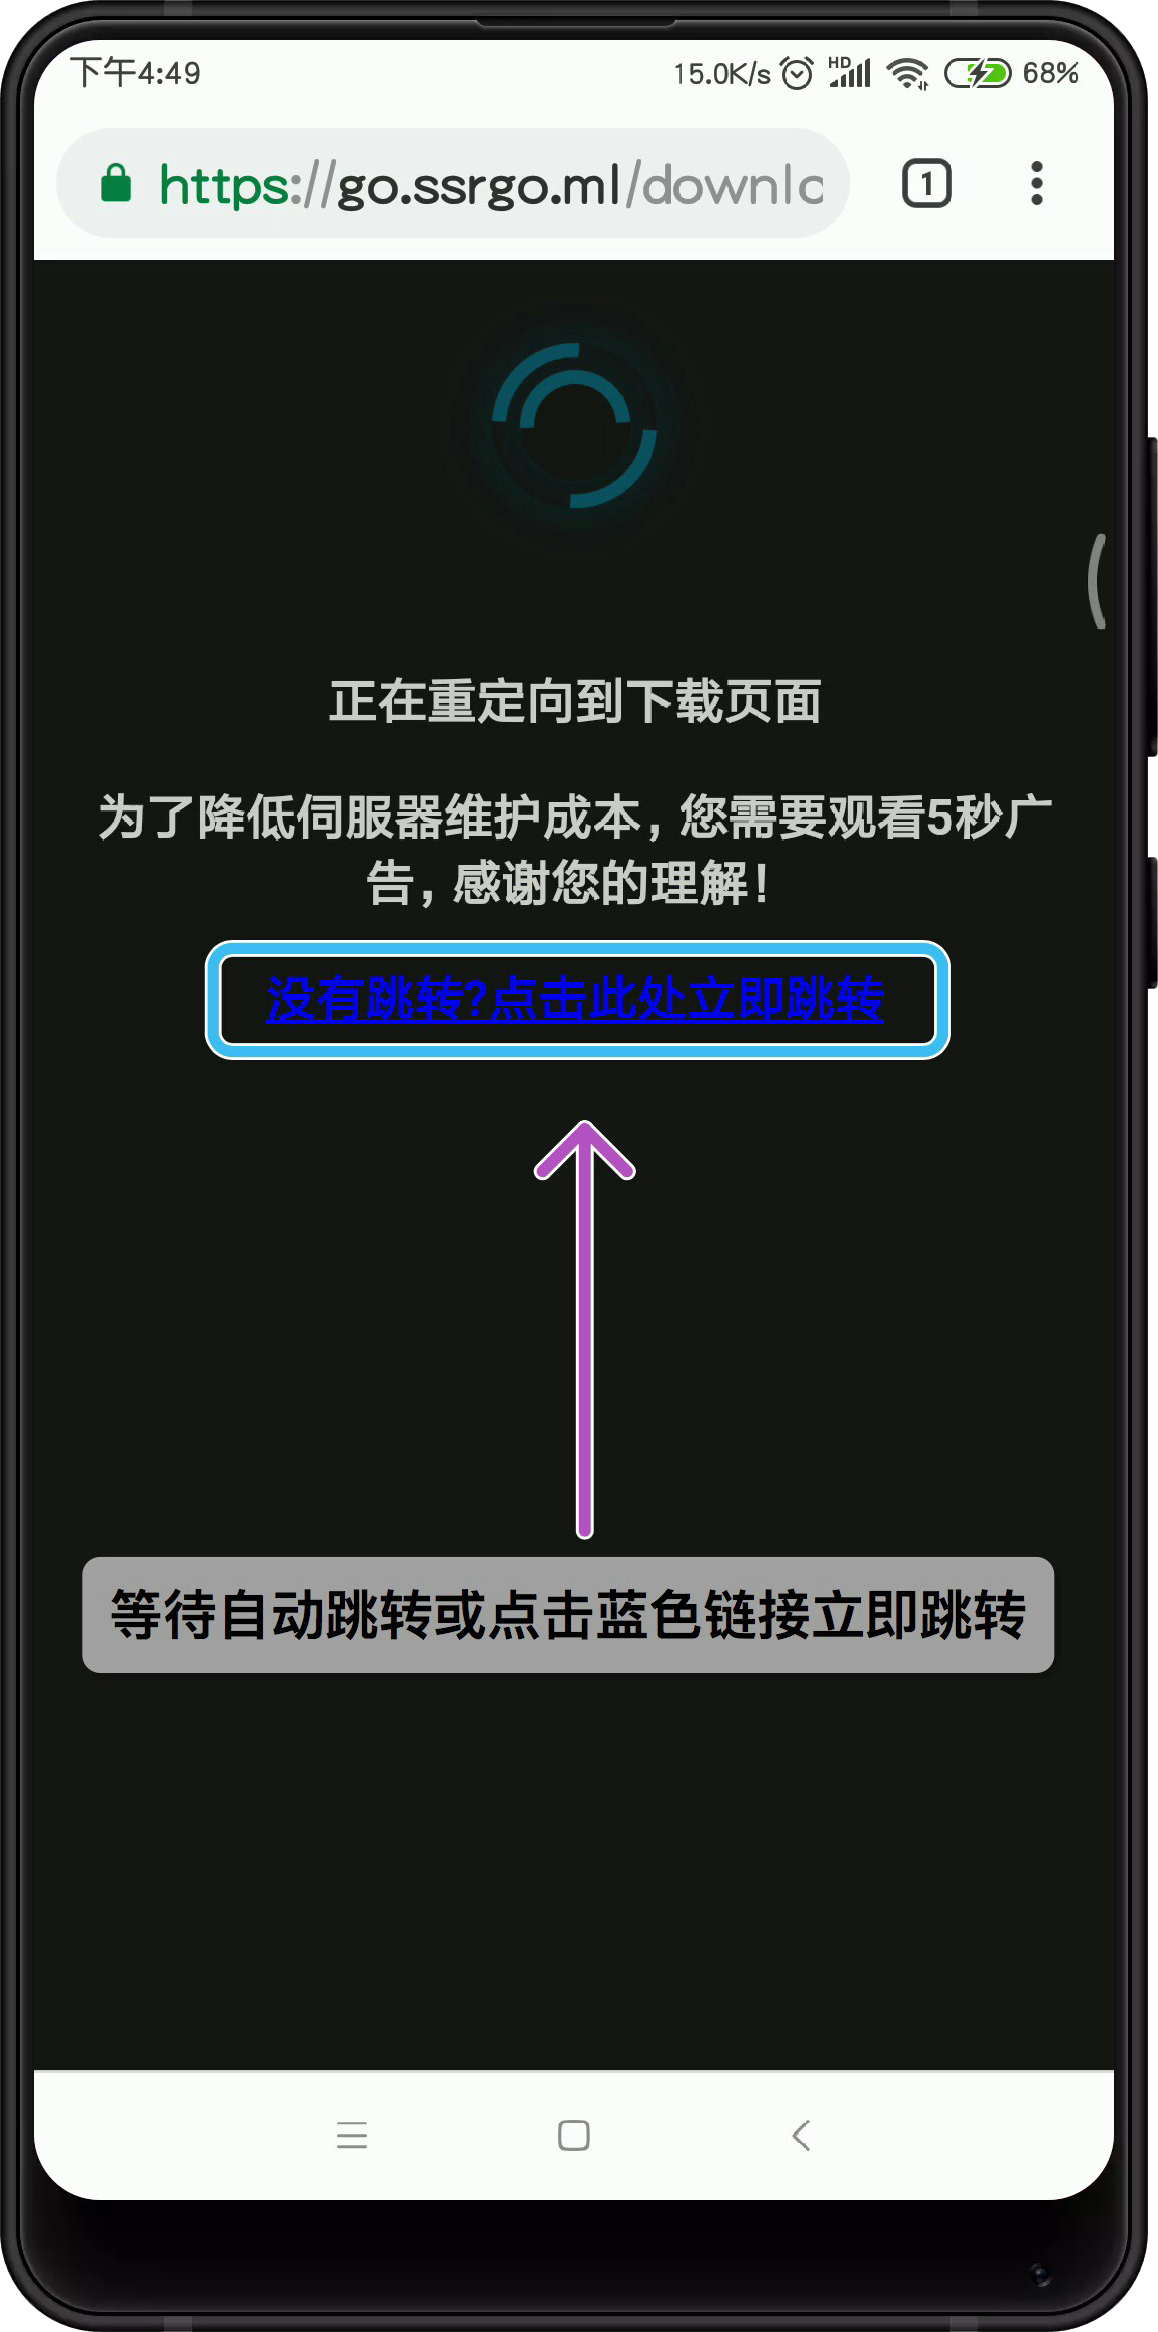 下午4:49
15.0K/s HD 68%
https://go.ssrgo.ml/downlo
1
正在重定向到下载页面
为了降低伺服器维护成本，您需要观看5秒广
告，感谢您的理解！
没有跳转?点击此处立即跳转
等待自动跳转或点击蓝色链接立即跳转